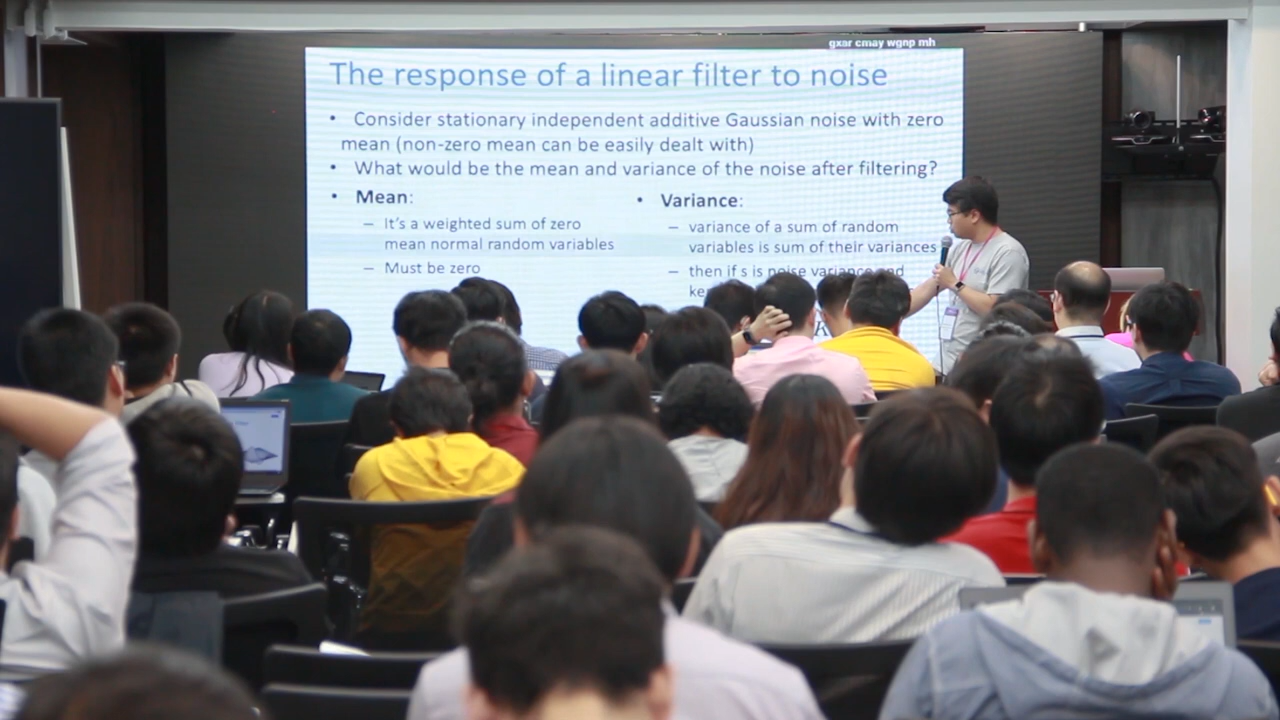 gxar cmay wgnp mh
The response of a linear filter to noise
• Consider stationary independent additive Gaussian noise with zero
mean (non-zero mean can be easily dealt with)
• What would be the mean and variance of the noise after filtering?
• Mean:
– It's a weighted sum of zero
mean normal random variables
– Must be zero
• Variance:
– variance of a sum of random
variables is sum of their variances
– then if s is noise variance and